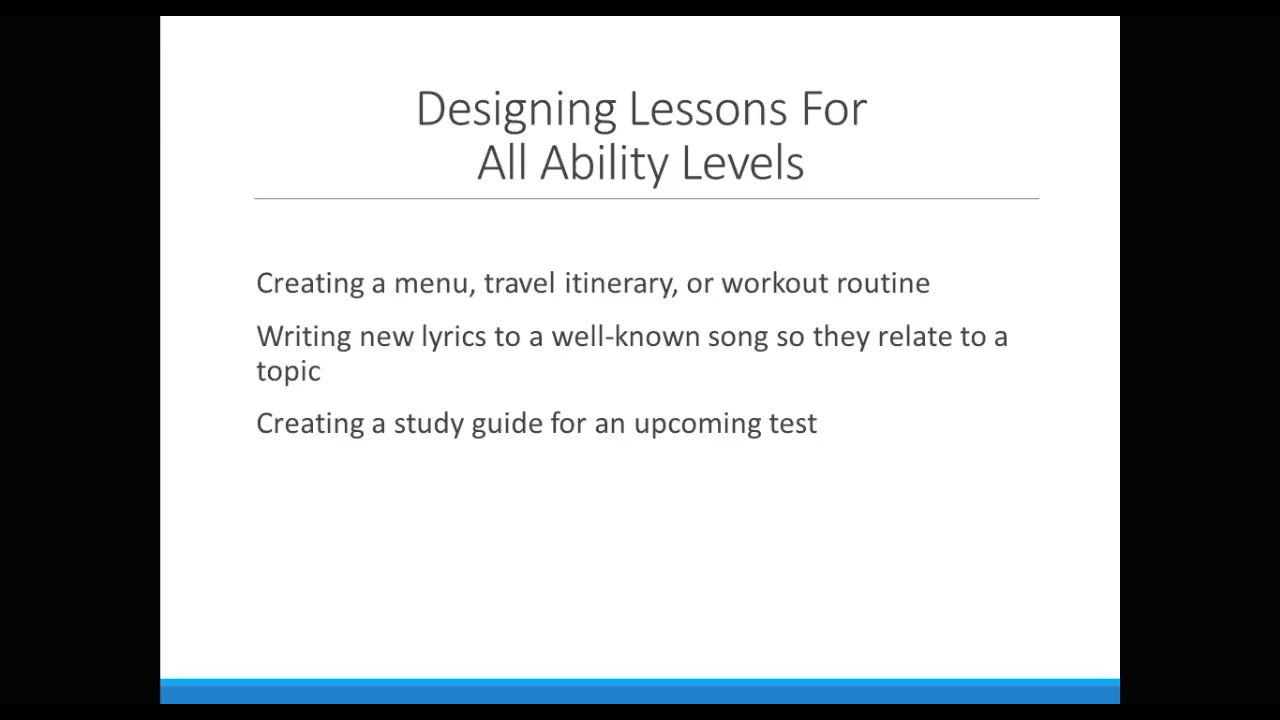 Designing Lessons For
All Ability Levels
Creating a menu, travel itinerary, or workout routine
Writing new lyrics to a well-known song so they relate to a
topic
Creating a study guide for an upcoming test